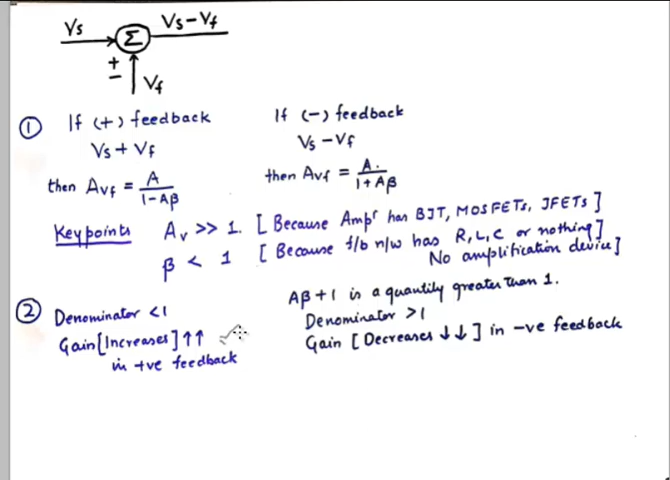 Vs Σ Vs-Vf
+
- Vf
① If (+) feedback If (-) feedback
Vs + Vf Vs - Vf
then Avf = A / 1-Aβ then Avf = A. / 1+Aβ
Key points Av >> 1. [ Because Ampr has BJT, MOSFETs, JFETs ]
β < 1 [ Because f/b n/w has R, L, C or nothing ]
No amplification device ]
② Denominator <1 Aβ+1 is a quantity greater than 1.
Gain [Increases] ↑↑ Denominator >1
in +ve feedback Gain [ Decreases ↓↓ ] in -ve feedback